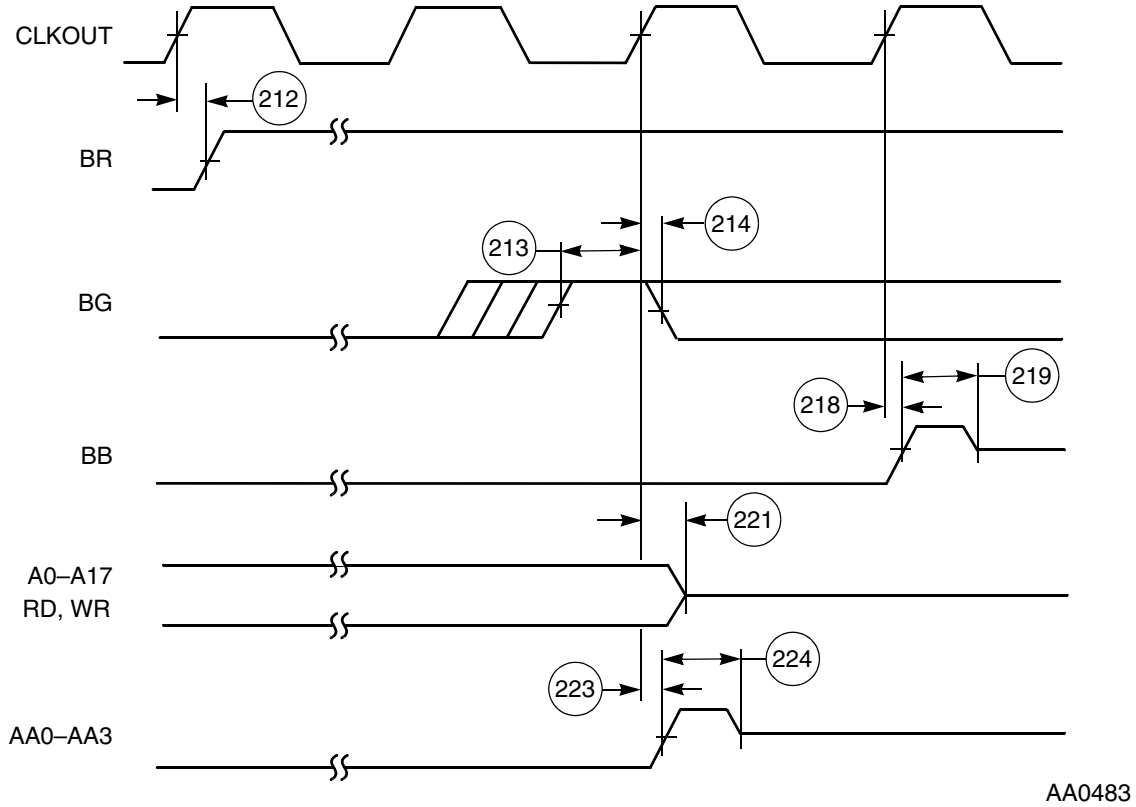 CLKOUT
212
BR
214
213
BG
219
218
BB
221
A0–A17
RD, WR
224
223
AA0–AA3
AA0483